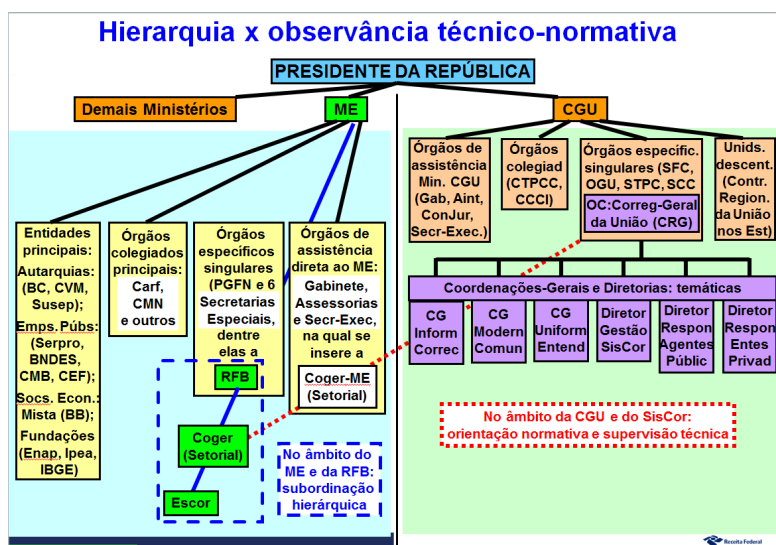 Hierarquia x observância técnico-normativa
PRESIDENTE DA REPÚBLICA
Demais Ministérios
ME
CGU
Entidades
principais:
Autarquias:
(BC, CVM,
Susep);
Emps.Púbs:
(Serpro,
BNDES,
CMB, CEF);
Socs. Econ.:
Mista (BB);
Fundações
(Enap, Ipea,
IBGE)
Órgãos
colegiados
principais:
Carf,
CMN
e outros
Órgãos
específicos
singulares
(PGFN e 6
Secretarias
Especiais,
dentre
elas a
RFB
Coger
(Setorial)
Escor
Órgãos de
assistência
direta ao ME:
Gabinete,
Assessorias
e Secr-Exec,
na qual se
insere a
Coger-ME
(Setorial)
No âmbito do
ME e da RFB:
subordinação
hierárquica
Órgãos de
assistência
Min. CGU
(Gab, Aint,
ConJur,
Secr-Exec.)
Órgãos
colegiad
(CTPCC,
CCCI)
Órgãos específic.
singulares (SFC,
OGU, STPC, SCC
OC:Correg-Geral
da União (CRG)
Unids.
descent.
(Contr.
Region.
da União
nos Est)
Coordenações-Gerais e Diretorias: temáticas
CG
Inform
Correc
CG
Modern
Comun
CG
Uniform
Entend
Diretor
Gestão
SisCor
Diretor
Respon
Agentes
Públic
Diretor
Respon
Entes
Privad
No âmbito da CGU e do SisCor:
orientação normativa e supervisão técnica
Receita Federal